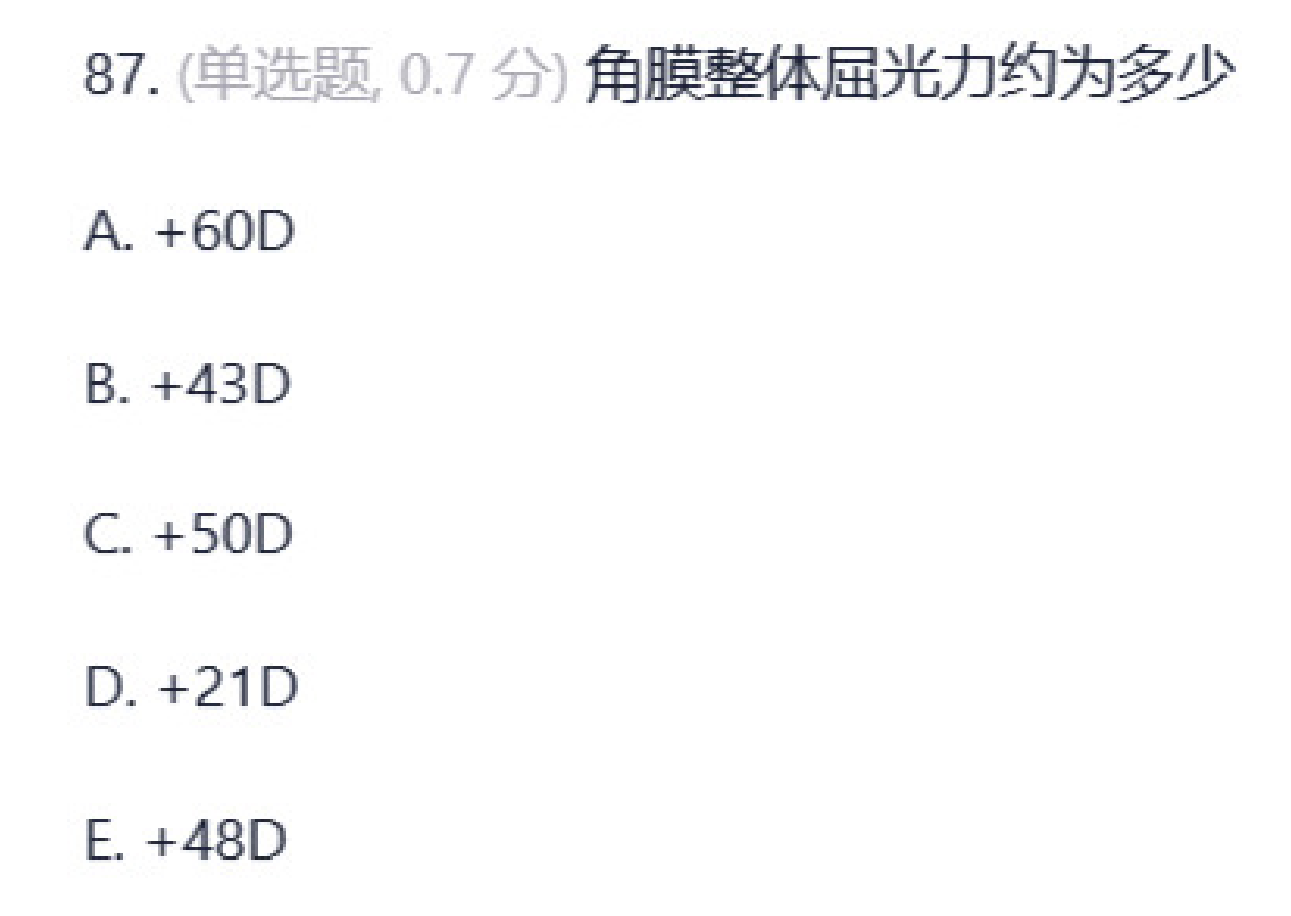 87. (单选题, 0.7 分) 角膜整体屈光力约为多少
A. +60D
B. +43D
C. +50D
D. +21D
E. +48D